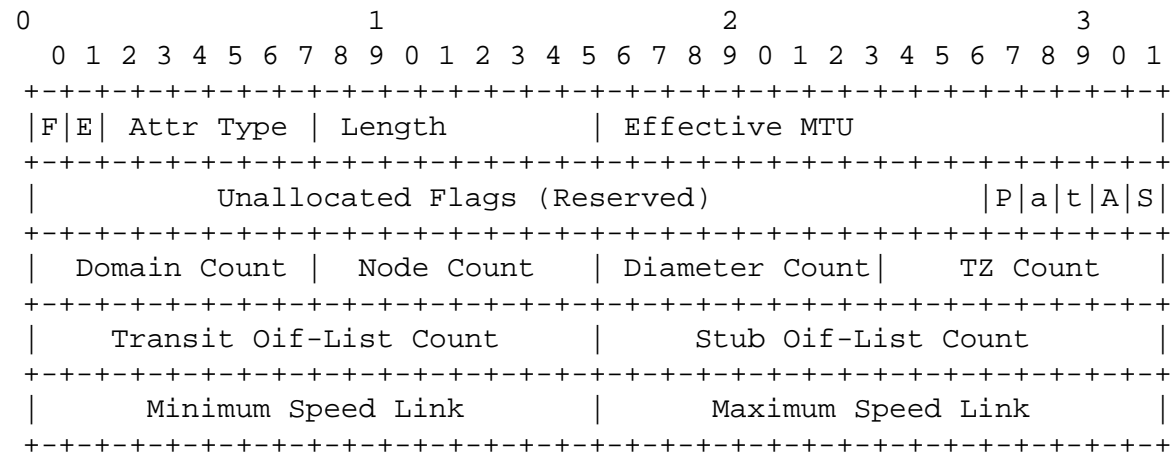 0                   1                   2                   3
  0 1 2 3 4 5 6 7 8 9 0 1 2 3 4 5 6 7 8 9 0 1 2 3 4 5 6 7 8 9 0 1
 +-+-+-+-+-+-+-+-+-+-+-+-+-+-+-+-+-+-+-+-+-+-+-+-+-+-+-+-+-+-+-+-+
 |F|E| Attr Type | Length        | Effective MTU                 |
 +-+-+-+-+-+-+-+-+-+-+-+-+-+-+-+-+-+-+-+-+-+-+-+-+-+-+-+-+-+-+-+-+
 |          Unallocated Flags (Reserved)               |P|a|t|A|S|
 +-+-+-+-+-+-+-+-+-+-+-+-+-+-+-+-+-+-+-+-+-+-+-+-+-+-+-+-+-+-+-+-+
 |  Domain Count |  Node Count   | Diameter Count|    TZ Count   |
 +-+-+-+-+-+-+-+-+-+-+-+-+-+-+-+-+-+-+-+-+-+-+-+-+-+-+-+-+-+-+-+-+
 |    Transit Oif-List Count     |     Stub Oif-List Count       |
 +-+-+-+-+-+-+-+-+-+-+-+-+-+-+-+-+-+-+-+-+-+-+-+-+-+-+-+-+-+-+-+-+
 |      Minimum Speed Link       |      Maximum Speed Link       |
 +-+-+-+-+-+-+-+-+-+-+-+-+-+-+-+-+-+-+-+-+-+-+-+-+-+-+-+-+-+-+-+-+